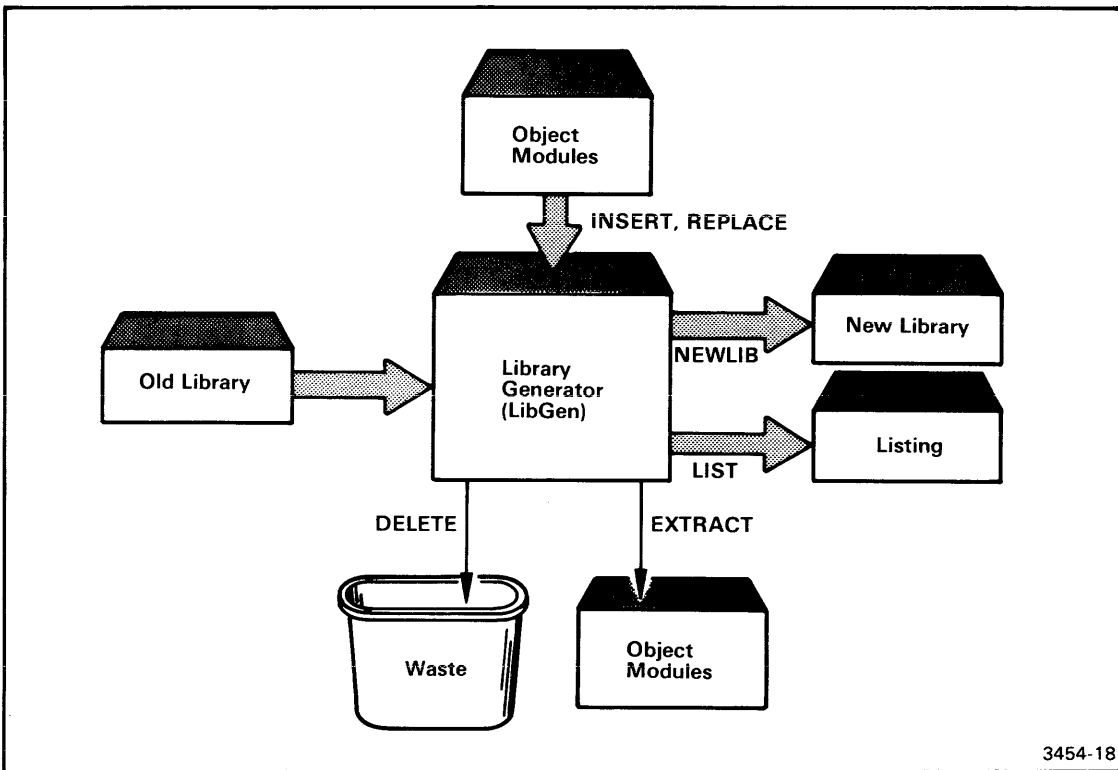 Object
Modules
INSERT, REPLACE
Old Library
Library
Generator
(LibGen)
NEWLIB
New Library
LIST
Listing
DELETE
EXTRACT
Waste
Object
Modules
3454-18